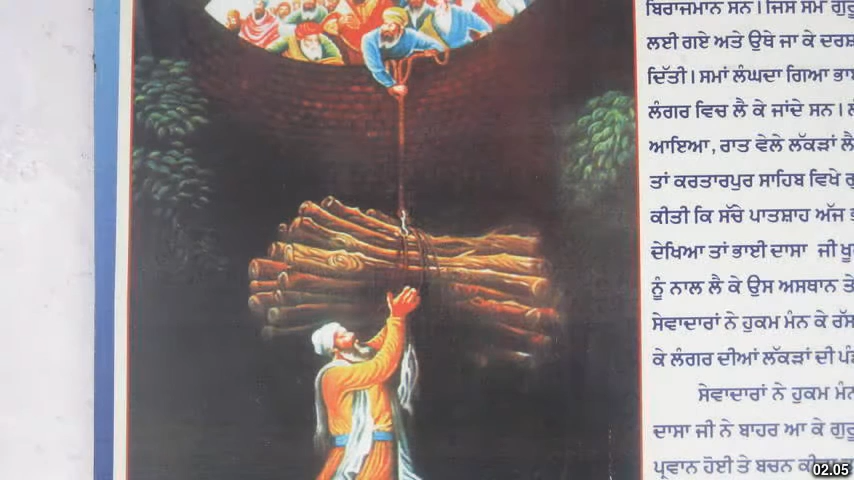 ਬਿਰਾਜਮਾਨ ਸਨ। ਜਿਸ ਸਮੇਂ ਗੁਰੂ
ਲਈ ਗਏ ਅਤੇ ਉਥੇ ਜਾ ਕੇ ਦਰਸ਼
ਦਿੱਤੀ। ਸਮਾਂ ਲੰਘਦਾ ਗਿਆ ਭਾਈ
ਲੰਗਰ ਵਿਚ ਲੈ ਕੇ ਜਾਂਦੇ ਸਨ।
ਆਇਆ, ਰਾਤ ਵੇਲੇ ਲੱਕੜਾਂ ਲੈ
ਤਾਂ ਕਰਤਾਰਪੁਰ ਸਾਹਿਬ ਵਿਖੇ
ਕੀਤੀ ਕਿ ਸੱਚੇ ਪਾਤਸ਼ਾਹ ਅੱਜ
ਦੇਖਿਆ ਤਾਂ ਭਾਈ ਦਾਸਾ ਜੀ ਖੂ
ਨੂੰ ਨਾਲ ਲੈ ਕੇ ਉਸ ਅਸਥਾਨ ਤੇ
ਸੇਵਾਦਾਰਾਂ ਨੇ ਹੁਕਮ ਮੰਨ ਕੇ ਰੱਸ
ਕੇ ਲੰਗਰ ਦੀਆਂ ਲੱਕੜਾਂ ਦੀ ਪੰ
ਸੇਵਾਦਾਰਾਂ ਨੇ ਹੁਕਮ ਮੰਨ
ਦਾਸਾ ਜੀ ਨੇ ਬਾਹਰ ਆ ਕੇ ਗੁਰੂ
ਪ੍ਰਵਾਨ ਹੋਈ ਤੇ ਬਚਨ ਕੀਤਾ
02.05